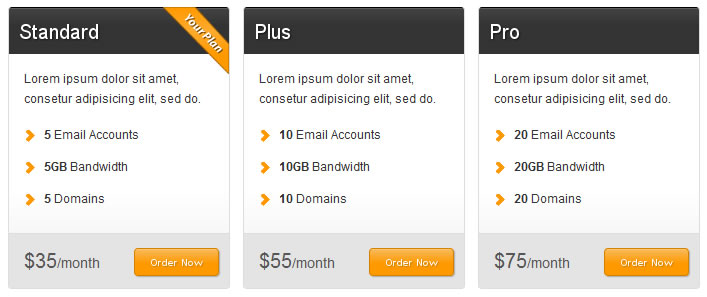 Standard
Your Plan
Lorem ipsum dolor sit amet,
consetur adipisicing elit, sed do.
5 Email Accounts
5GB Bandwidth
5 Domains
$35/month
Order Now
Plus
Lorem ipsum dolor sit amet,
consetur adipisicing elit, sed do.
10 Email Accounts
10GB Bandwidth
10 Domains
$55/month
Order Now
Pro
Lorem ipsum dolor sit amet,
consetur adipisicing elit, sed do.
20 Email Accounts
20GB Bandwidth
20 Domains
$75/month
Order Now